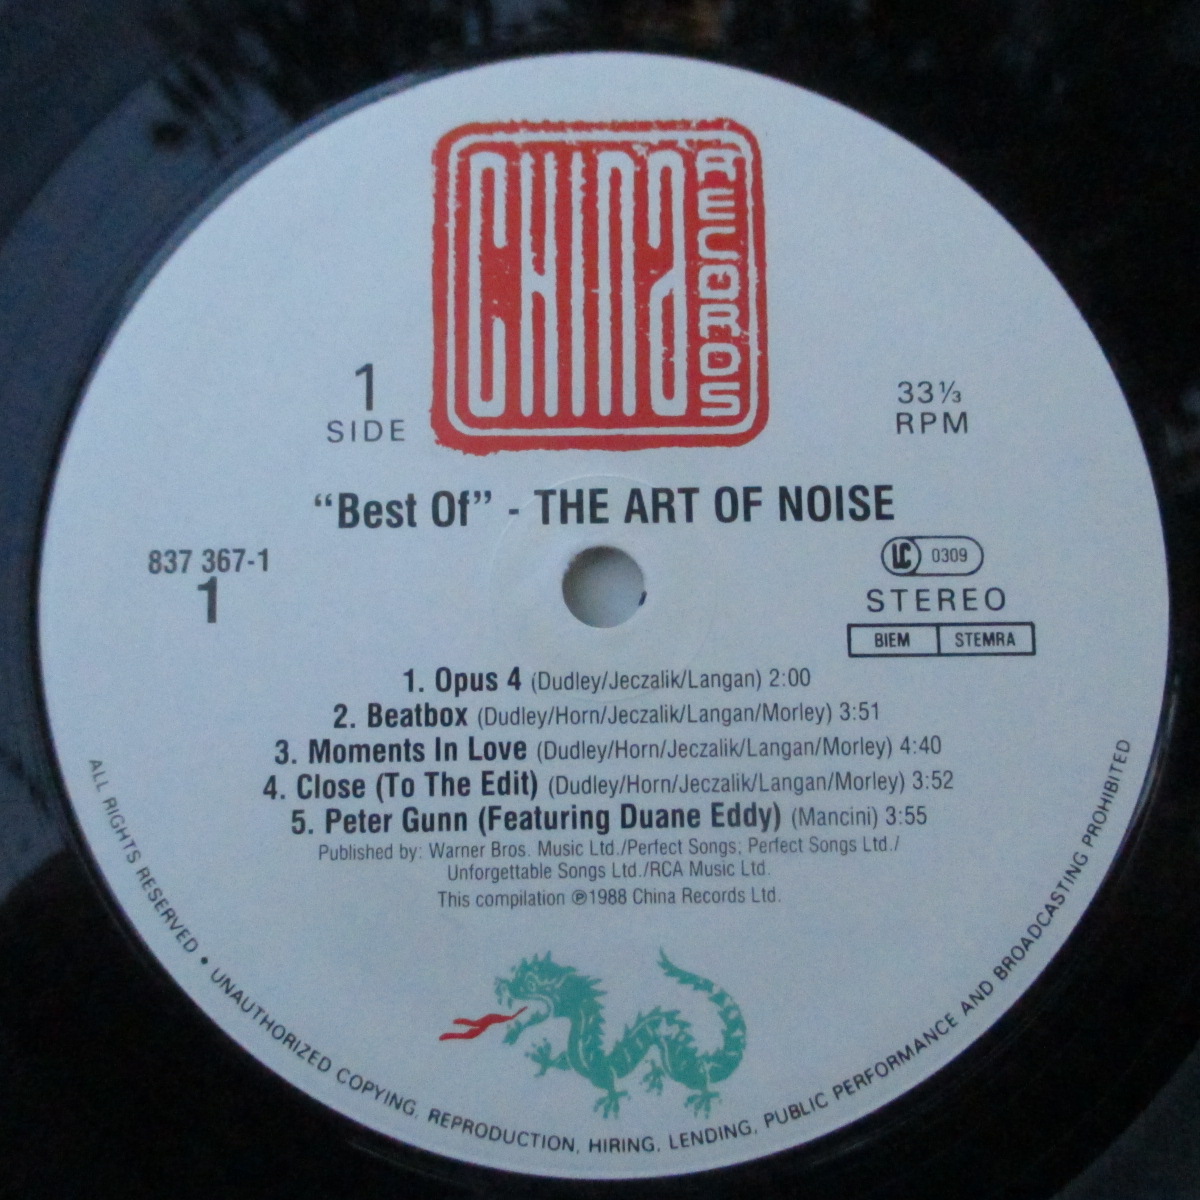 CHINA RECORDS
1
SIDE
33⅓
RPM
“Best Of” - THE ART OF NOISE
837 367-1
1
LC 0309
STEREO
BIEM STEMRA
1. Opus 4 (Dudley/Jeczalik/Langan) 2:00
2. Beatbox (Dudley/Horn/Jeczalik/Langan/Morley) 3:51
3. Moments In Love (Dudley/Horn/Jeczalik/Langan/Morley) 4:40
4. Close (To The Edit) (Dudley/Horn/Jeczalik/Langan/Morley) 3:52
5. Peter Gunn (Featuring Duane Eddy) (Mancini) 3:55
Published by: Warner Bros. Music Ltd./Perfect Songs; Perfect Songs Ltd./
Unforgettable Songs Ltd./RCA Music Ltd.
This compilation ℗1988 China Records Ltd.
ALL RIGHTS RESERVED • UNAUTHORIZED COPYING, REPRODUCTION, HIRING, LENDING, PUBLIC PERFORMANCE AND BROADCASTING PROHIBITED